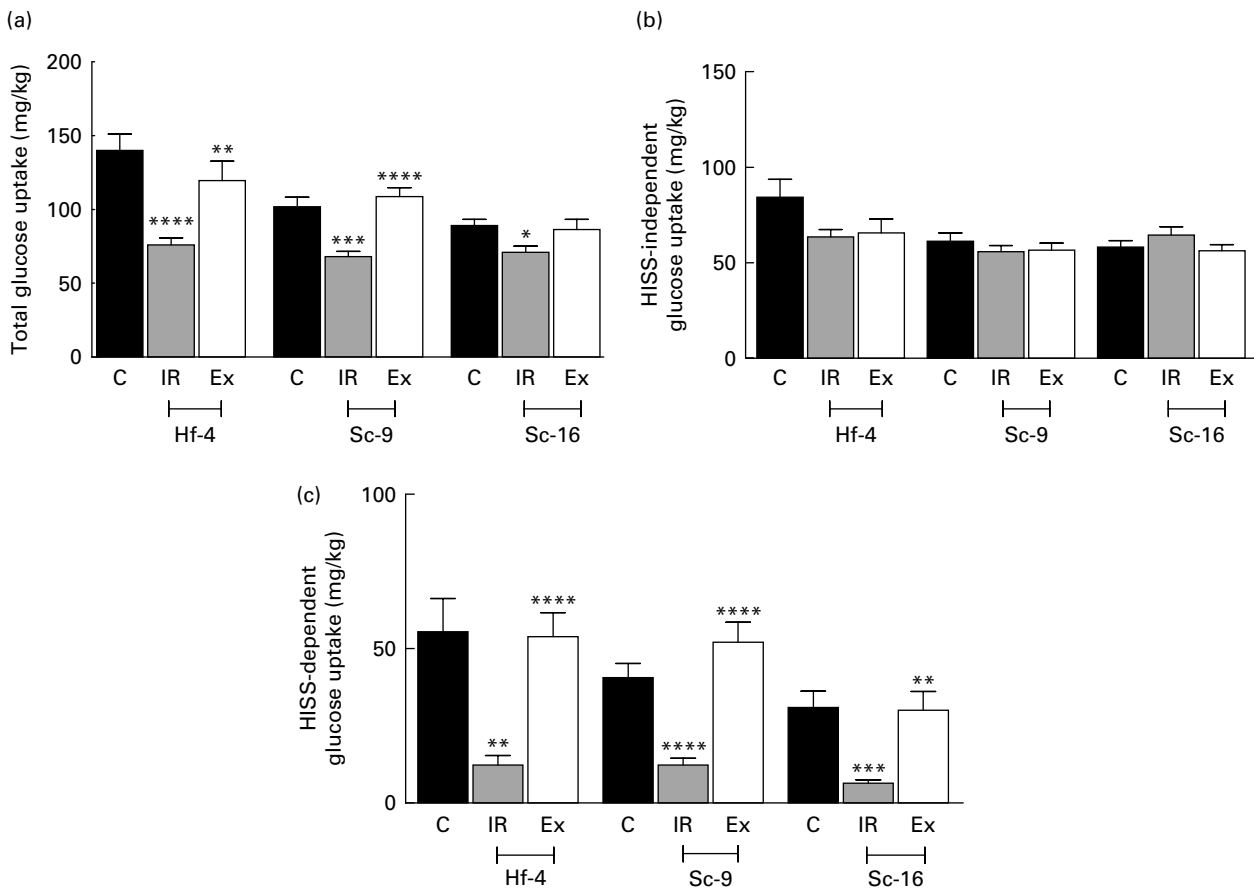 (a)
Total glucose uptake (mg/kg)
200
150
100
50
0
****
**
***
****
*
C IR Ex C IR Ex C IR Ex
Hf-4 Sc-9 Sc-16
(b)
HISS-independent
glucose uptake (mg/kg)
150
100
50
0
C IR Ex C IR Ex C IR Ex
Hf-4 Sc-9 Sc-16
(c)
HISS-dependent
glucose uptake (mg/kg)
100
50
0
**
****
****
****
***
**
C IR Ex C IR Ex C IR Ex
Hf-4 Sc-9 Sc-16